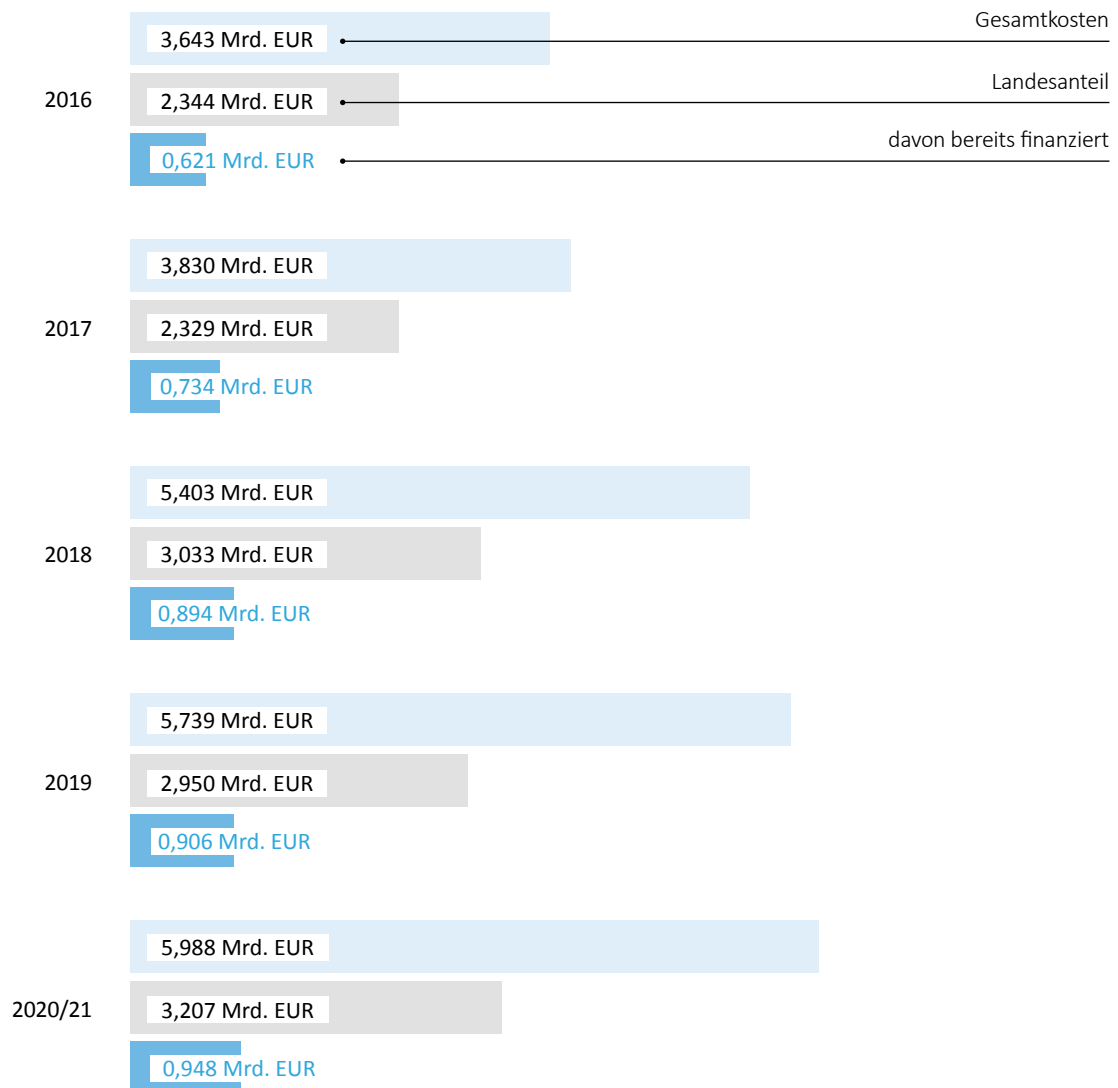 Gesamtkosten
3,643 Mrd. EUR
Landesanteil
2016
2,344 Mrd. EUR
davon bereits finanziert
0,621 Mrd. EUR
3,830 Mrd. EUR
2017
2,329 Mrd. EUR
0,734 Mrd. EUR
5,403 Mrd. EUR
2018
3,033 Mrd. EUR
0,894 Mrd. EUR
5,739 Mrd. EUR
2019
2,950 Mrd. EUR
0,906 Mrd. EUR
5,988 Mrd. EUR
2020/21
3,207 Mrd. EUR
0,948 Mrd. EUR